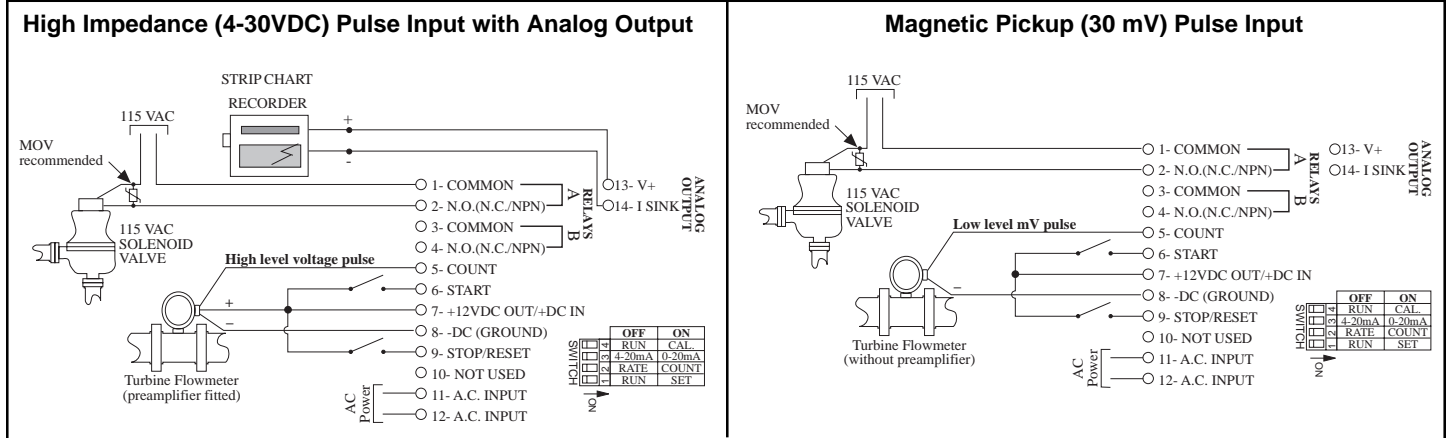 High Impedance (4-30VDC) Pulse Input with Analog Output
STRIP CHART
RECORDER
115 VAC
MOV
recommended
+
-
1- COMMON
2- N.O.(N.C./NPN)
3- COMMON
4- N.O.(N.C./NPN)
5- COUNT
6- START
7- +12VDC OUT/+DC IN
8- -DC (GROUND)
9- STOP/RESET
10- NOT USED
11- A.C. INPUT
12- A.C. INPUT
A
B
RELAYS
13- V+
14- I SINK
ANALOG
OUTPUT
115 VAC
SOLENOID
VALVE
High level voltage pulse
+
–
Turbine Flowmeter
(preamplifier fitted)
AC
Power
SWITCH
OFF ON
4 RUN CAL.
3 4-20mA 0-20mA
2 RATE COUNT
1 RUN SET
ON
Magnetic Pickup (30 mV) Pulse Input
115 VAC
MOV
recommended
1- COMMON
2- N.O.(N.C./NPN)
3- COMMON
4- N.O.(N.C./NPN)
5- COUNT
6- START
7- +12VDC OUT/+DC IN
8- -DC (GROUND)
9- STOP/RESET
10- NOT USED
11- A.C. INPUT
12- A.C. INPUT
A
B
RELAYS
13- V+
14- I SINK
ANALOG
OUTPUT
115 VAC
SOLENOID
VALVE
Low level mV pulse
–
Turbine Flowmeter
(without preamplifier)
AC
Power
SWITCH
OFF ON
4 RUN CAL.
3 4-20mA 0-20mA
2 RATE COUNT
1 RUN SET
ON